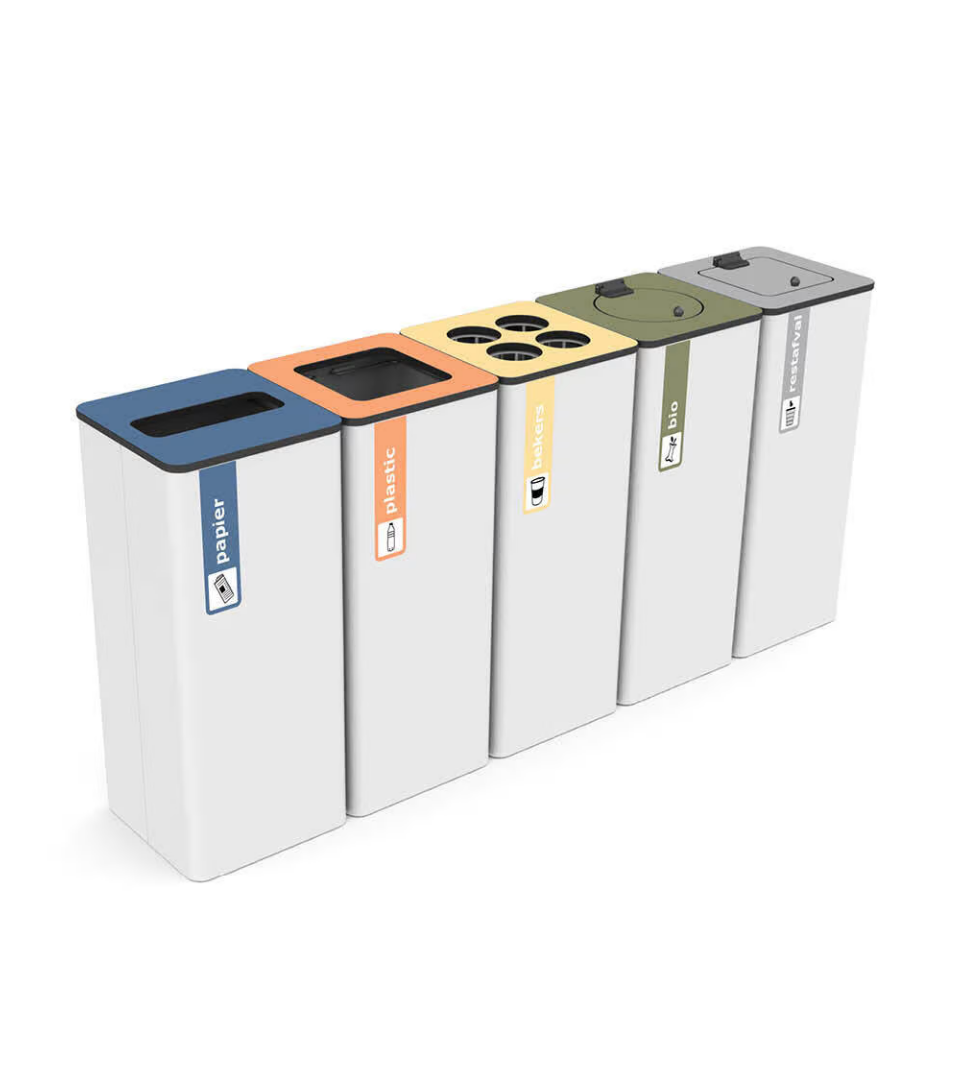 papier
plastic
bekers
bio
restafval